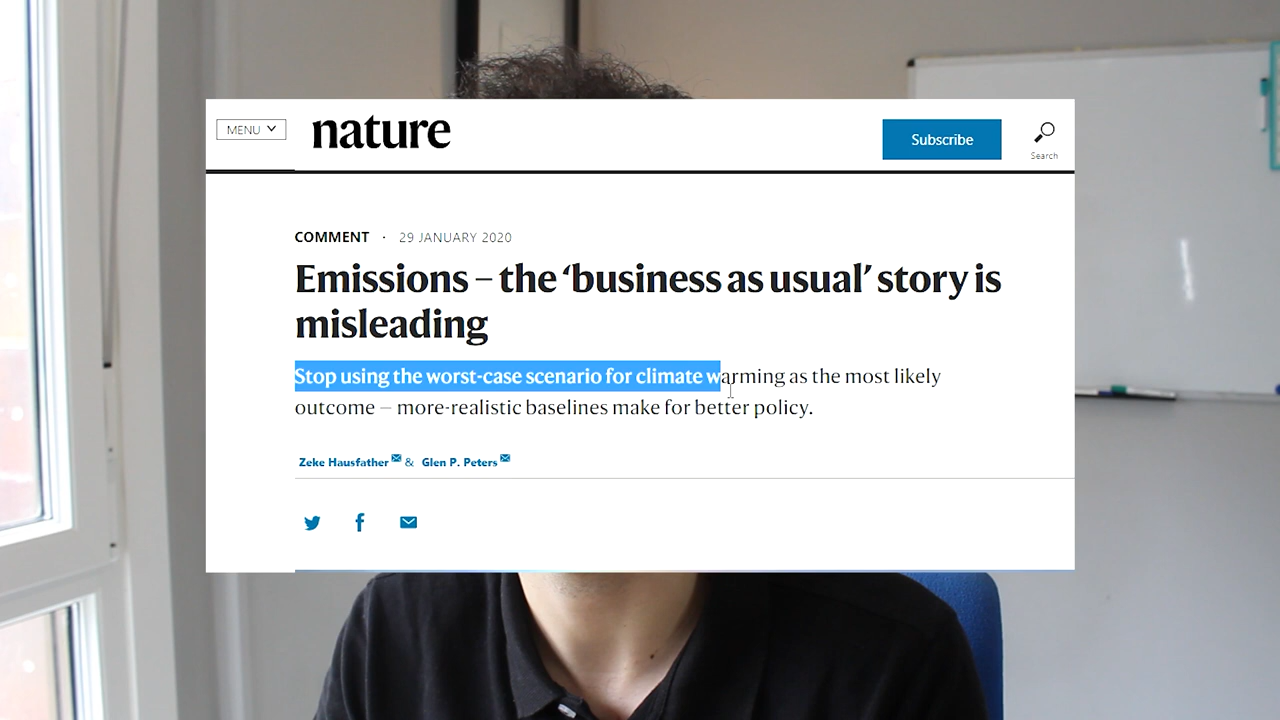 MENU
nature
Subscribe
Search
COMMENT · 29 JANUARY 2020
Emissions – the ‘business as usual’ story is
misleading
Stop using the worst-case scenario for climate warming as the most likely
outcome — more-realistic baselines make for better policy.
Zeke Hausfather & Glen P. Peters